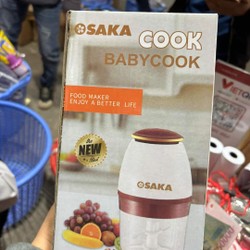 OSAKA
COOK
BABYCOOK
FOOD MAKER
ENJOY A BETTER LIFE
NEW
OSAKA